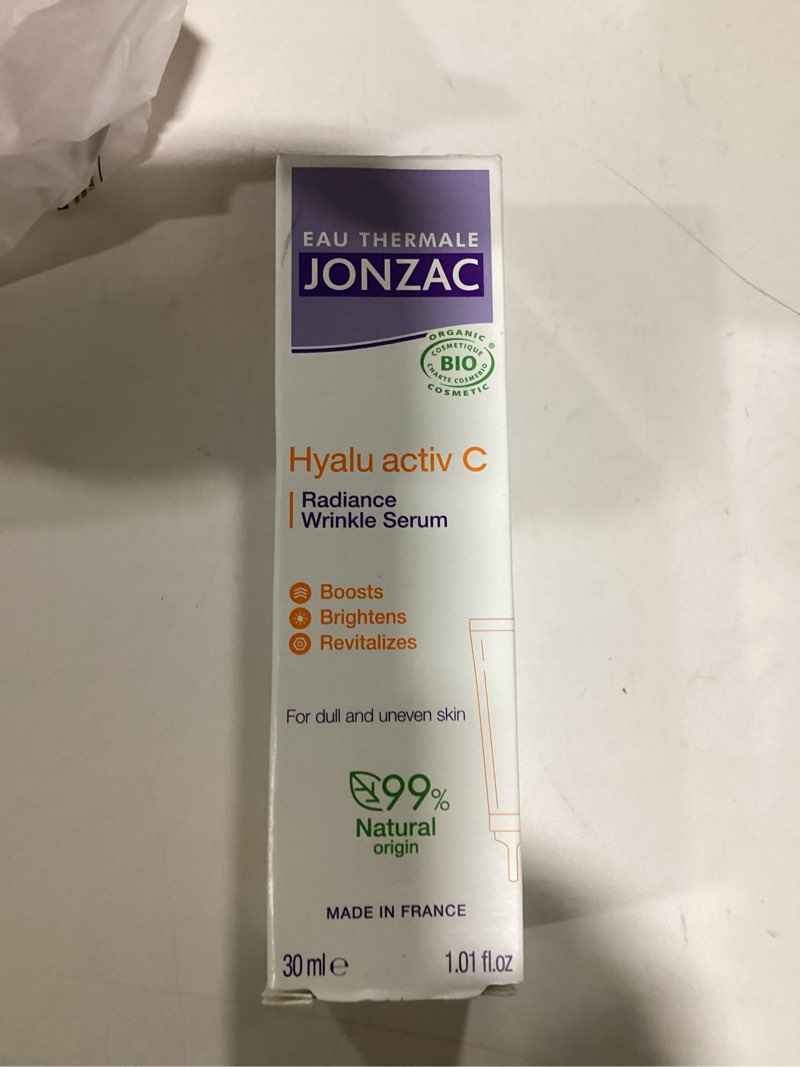 EAU THERMALE
JONZAC
ORGANIC ®
COSMETIQUE
BIO
CHARTE COSMEBIO
COSMETIC
Hyalu activ C
Radiance
Wrinkle Serum
Boosts
Brightens
Revitalizes
For dull and uneven skin
99%
Natural
origin
MADE IN FRANCE
30 ml ℮ 1.01 fl.oz